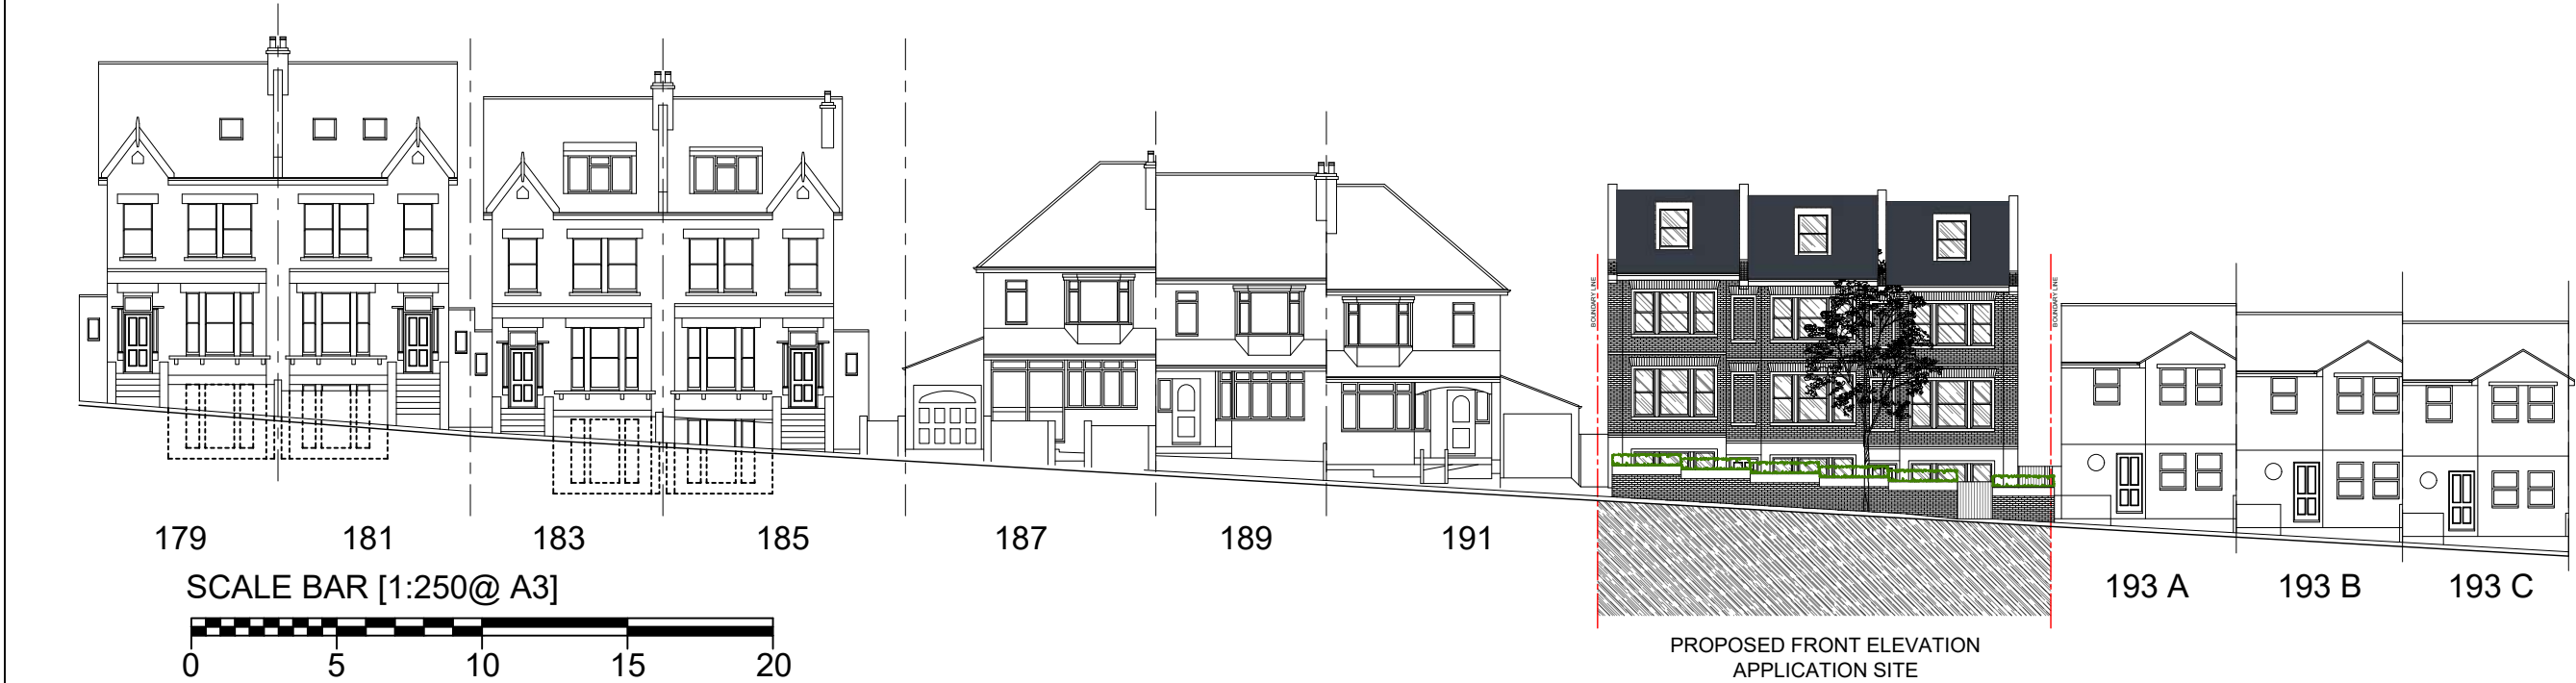 BOUNDARY LINE
BOUNDARY LINE
179
181
183
185
187
189
191
193 A
193 B
193 C
SCALE BAR [1:250@ A3]
0 5 10 15 20
PROPOSED FRONT ELEVATION
APPLICATION SITE